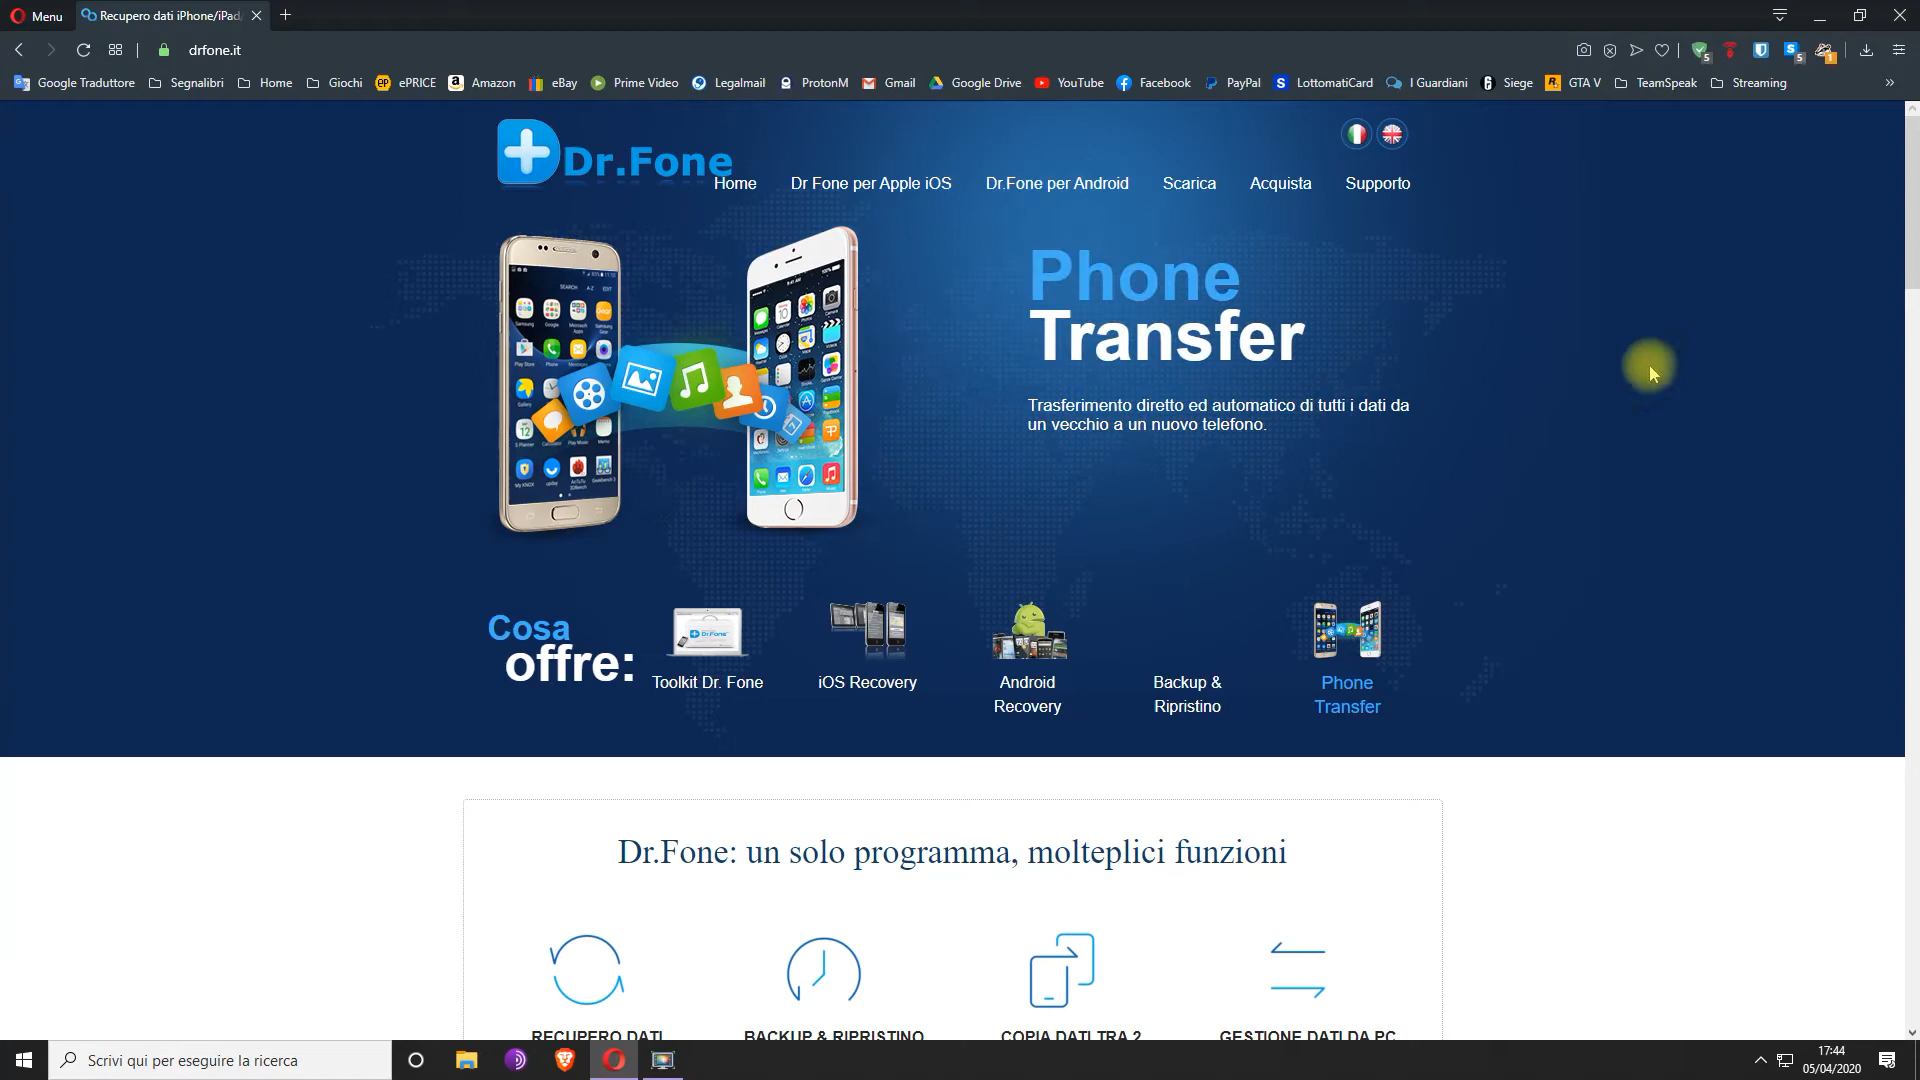 Menu
Recupero dati iPhone/iPad,
drfone.it
Google Traduttore
Segnalibri
Home
Giochi
ePRICE
Amazon
eBay
Prime Video
Legalmail
ProtonM
Gmail
Google Drive
YouTube
Facebook
PayPal
LottomatiCard
I Guardiani
Siege
GTA V
TeamSpeak
Streaming
Dr.Fone
Home
Dr Fone per Apple iOS
Dr.Fone per Android
Scarica
Acquista
Supporto
Phone
Transfer
Trasferimento diretto ed automatico di tutti i dati da
un vecchio a un nuovo telefono.
Cosa
offre:
Toolkit Dr. Fone
iOS Recovery
Android
Recovery
Backup &
Ripristino
Phone
Transfer
Dr.Fone: un solo programma, molteplici funzioni
RECUPERO DATI
BACKUP & RIPRISTINO
COPIA DATI TRA 2
GESTIONE DATI DA PC
Scrivi qui per eseguire la ricerca
17:44
05/04/2020